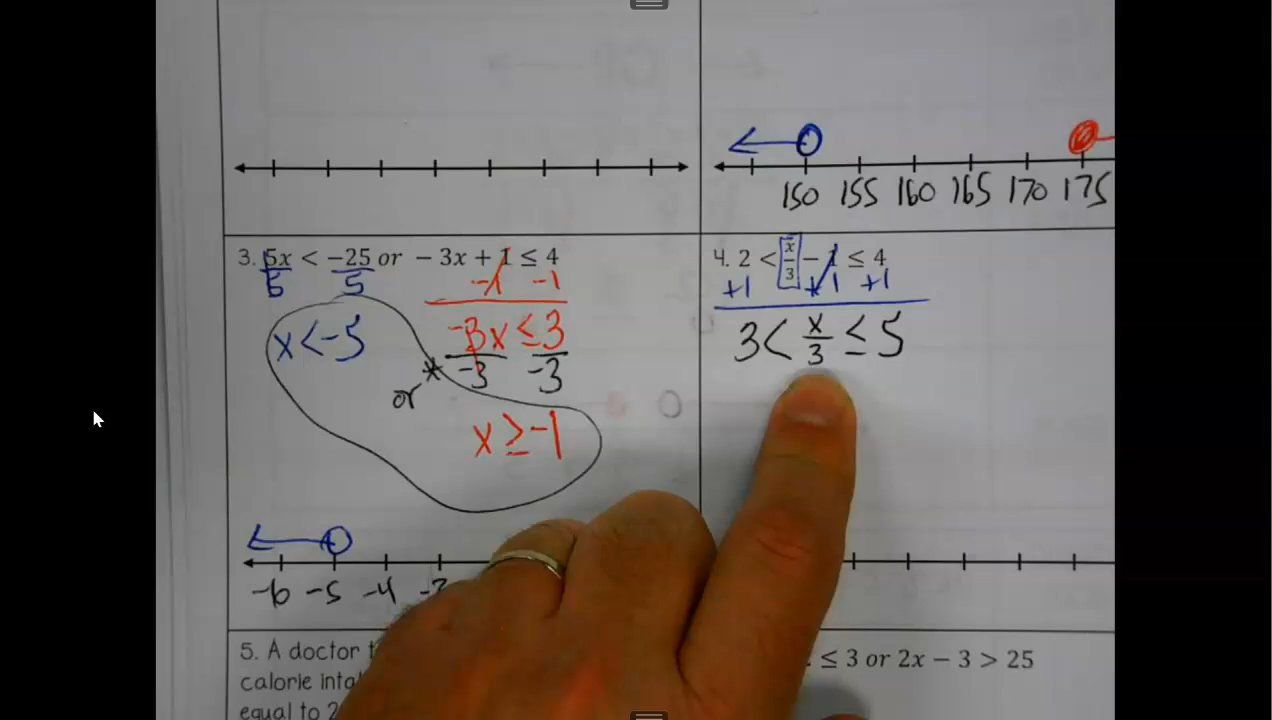 150 155 160 165 170 175
3. 5x < −25 or − 3x + 1 ≤ 4
5 5 -1 -1
-3x ≤ 3
-3 -3
x < -5
* or
x ≥ -1
-6 -5 -4
4. 2 < x/3 − 1 ≤ 4
+1 +1 +1
3 < x/3 ≤ 5
5. A doctor
calorie
equal to
≤ 3 or 2x − 3 > 25